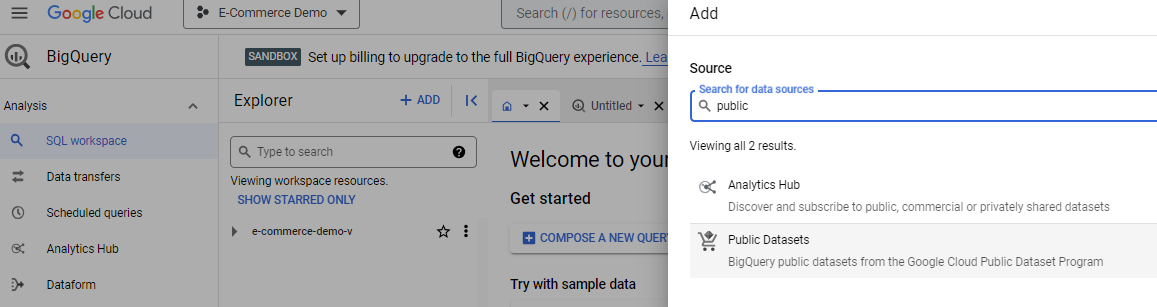 Google Cloud
E-Commerce Demo
Search (/) for resources,
BigQuery
SANDBOX Set up billing to upgrade to the full BigQuery experience. Lea
Analysis
SQL workspace
Data transfers
Scheduled queries
Analytics Hub
Dataform
Explorer
+ ADD
Type to search
Viewing workspace resources.
SHOW STARRED ONLY
e-commerce-demo-v
Untitled
Welcome to your
Get started
COMPOSE A NEW QUERY
Try with sample data
Add
Source
Search for data sources
public
Viewing all 2 results.
Analytics Hub
Discover and subscribe to public, commercial or privately shared datasets
Public Datasets
BigQuery public datasets from the Google Cloud Public Dataset Program